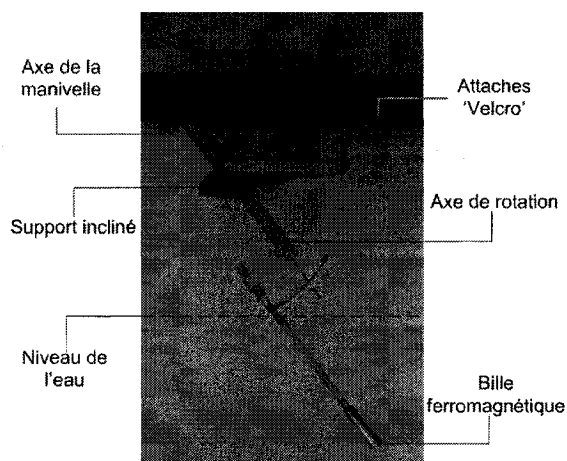 Axe de la
manivelle
Attaches
'Velcro'
Support incliné
Axe de rotation
Niveau de
l'eau
Bille
ferromagnétique